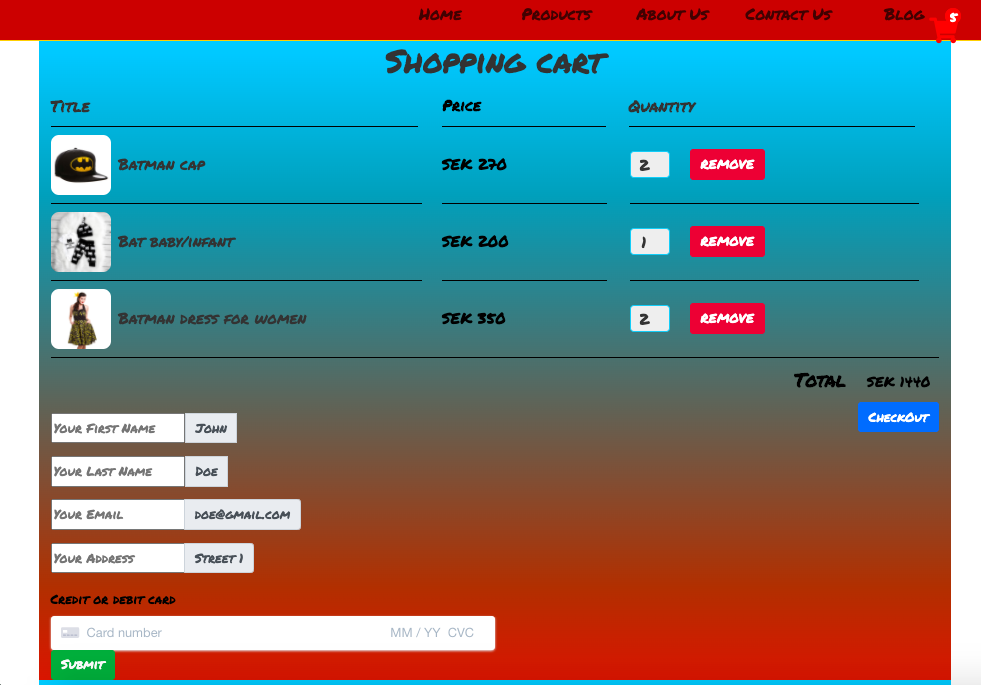 Home Products About Us Contact Us Blog 5
Shopping cart
Title Price Quantity
Batman cap SEK 270 2 REMOVE
Bat baby/infant SEK 200 1 REMOVE
Batman dress for women SEK 350 2 REMOVE
Total SEK 1440
CheckOut
Your First Name John
Your Last Name Doe
Your Email doe@gmail.com
Your Address Street 1
Credit or debit card
Card number MM / YY CVC
Submit